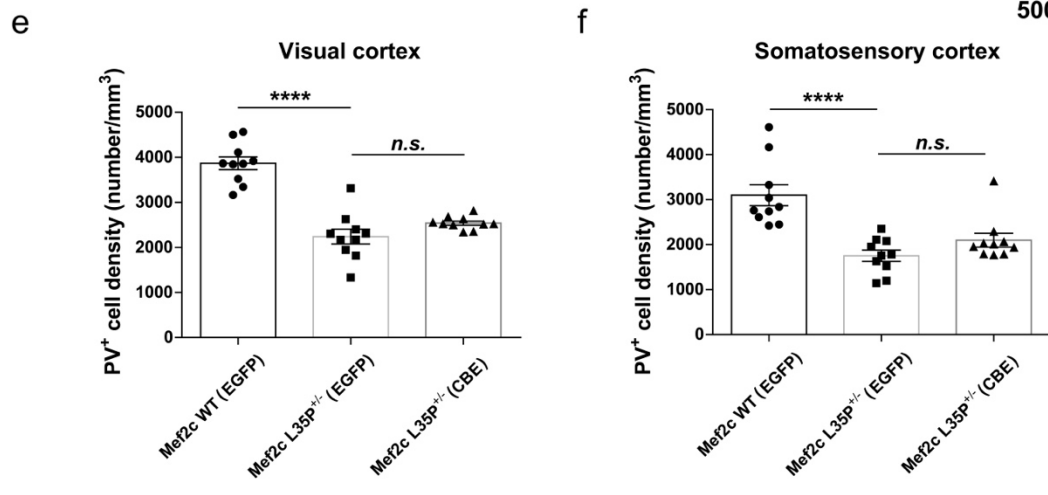 e
Visual cortex
PV⁺ cell density (number/mm³)
5000
4000
3000
2000
1000
0
****
n.s.
Mef2c WT (EGFP)
Mef2c L35P⁺/⁻ (EGFP)
Mef2c L35P⁺/⁻ (CBE)
f
500
Somatosensory cortex
PV⁺ cell density (number/mm³)
5000
4000
3000
2000
1000
0
****
n.s.
Mef2c WT (EGFP)
Mef2c L35P⁺/⁻ (EGFP)
Mef2c L35P⁺/⁻ (CBE)